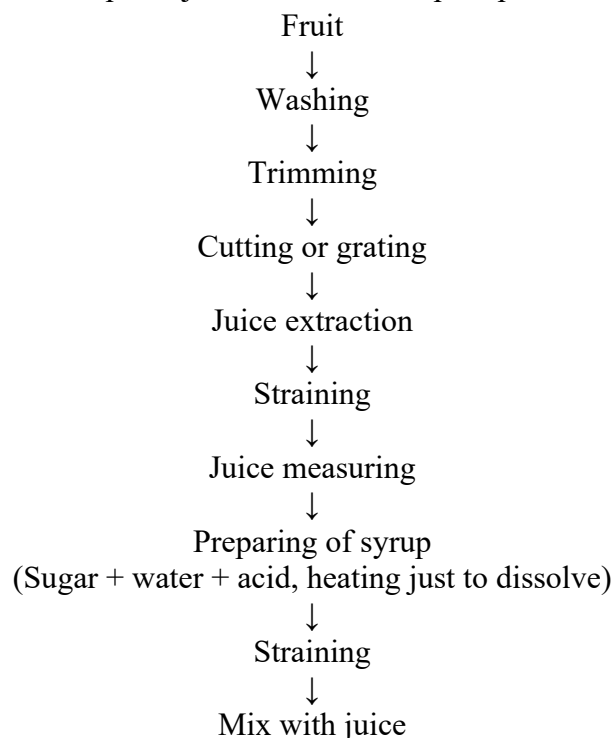 Fruit
↓
Washing
↓
Trimming
↓
Cutting or grating
↓
Juice extraction
↓
Straining
↓
Juice measuring
↓
Preparing of syrup
(Sugar + water + acid, heating just to dissolve)
↓
Straining
↓
Mix with juice